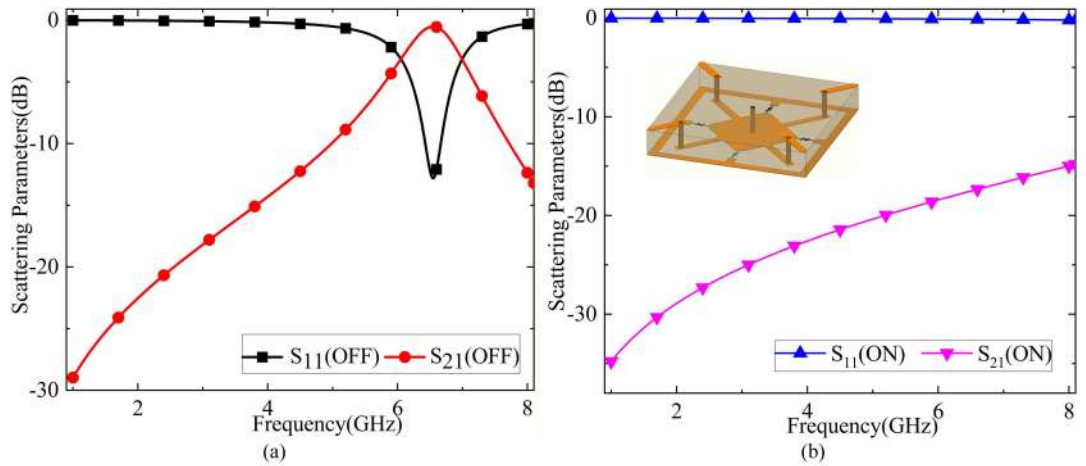 0
-10
-20
-30
Scattering Parameters(dB)
S11(OFF) S21(OFF)
2 4 6 8
Frequency(GHz)
(a)
0
-10
-20
-30
Scattering Parameters(dB)
S11(ON) S21(ON)
2 4 6 8
Frequency(GHz)
(b)